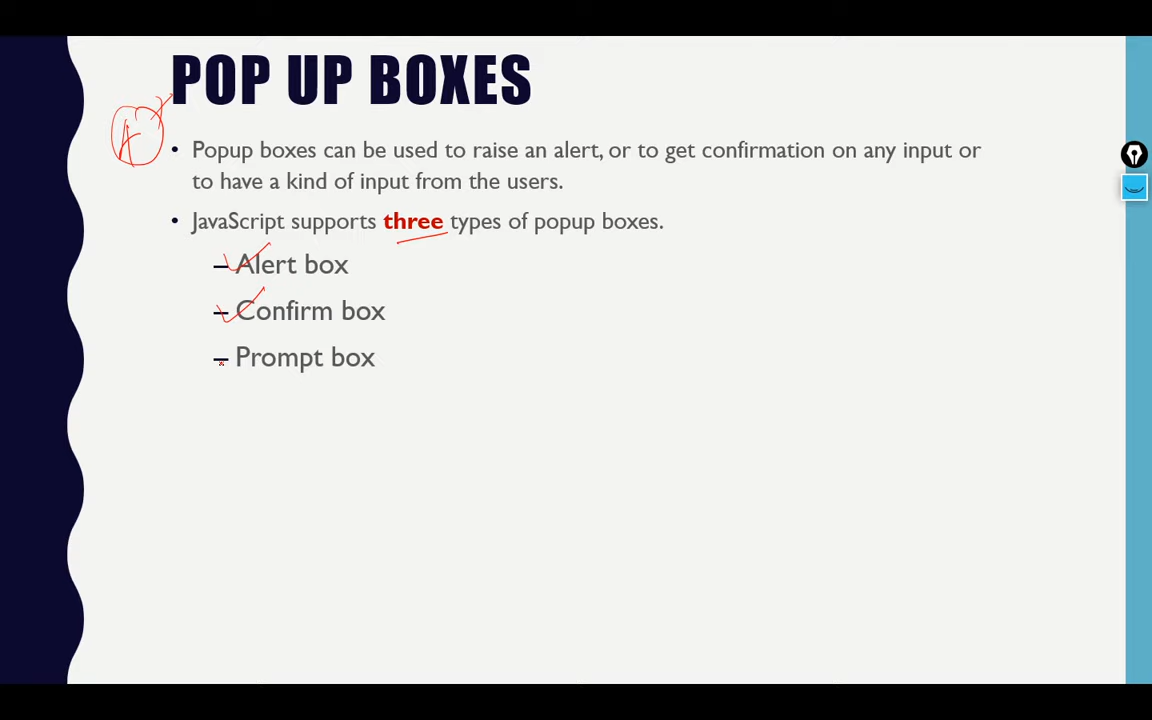 POP UP BOXES
• Popup boxes can be used to raise an alert, or to get confirmation on any input or
to have a kind of input from the users.
• JavaScript supports three types of popup boxes.
– Alert box
– Confirm box
– Prompt box